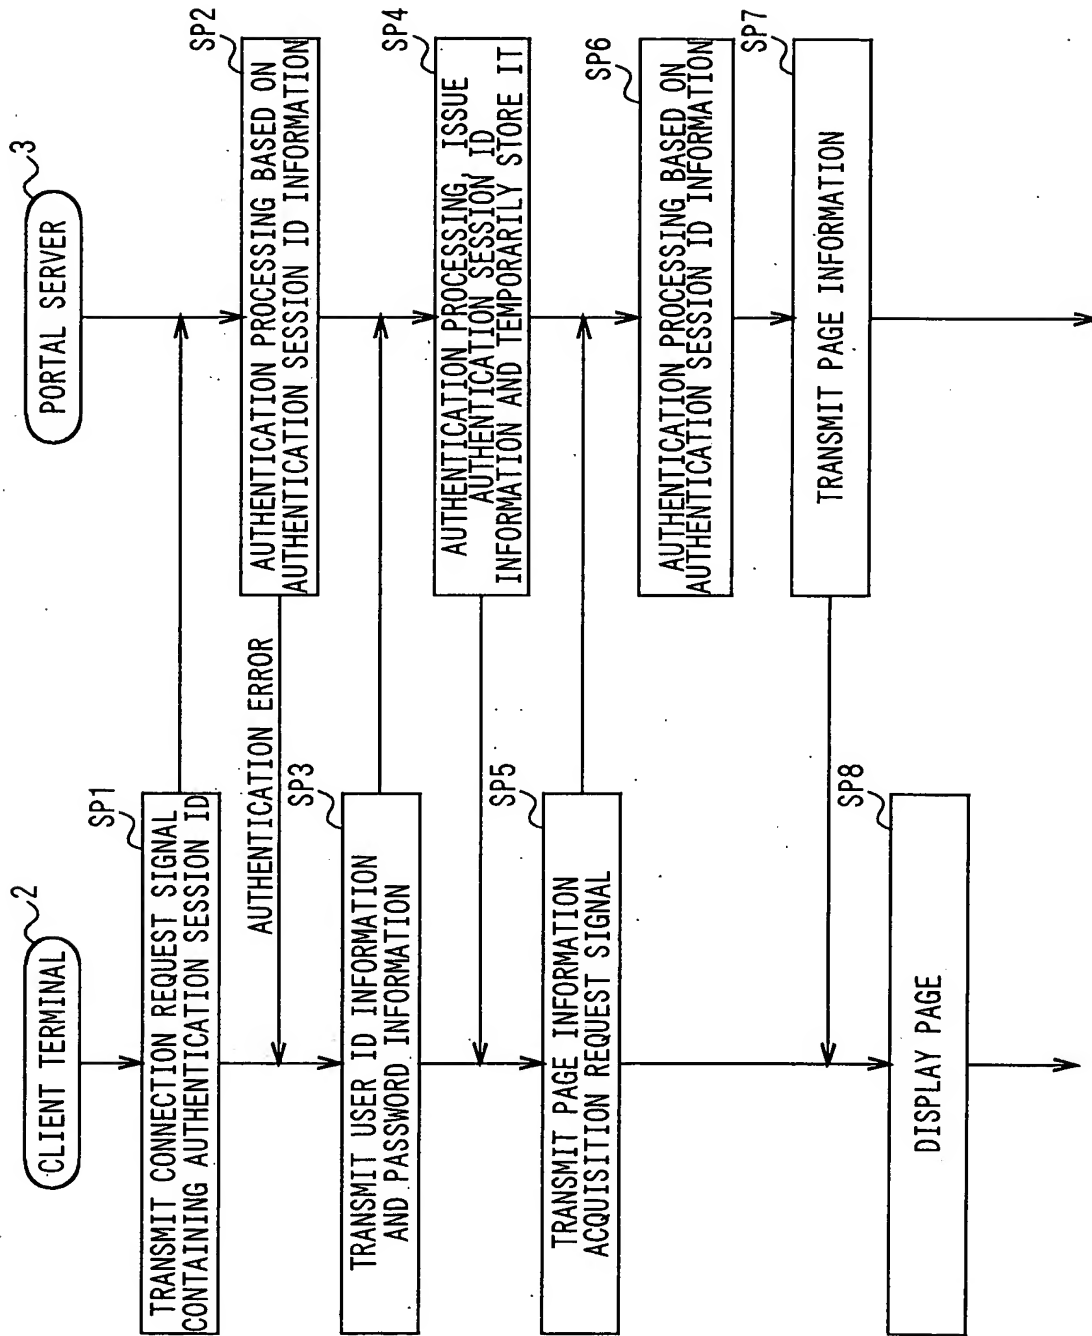 CLIENT TERMINAL
2
PORTAL SERVER
3
SP1
TRANSMIT CONNECTION REQUEST SIGNAL
CONTAINING AUTHENTICATION SESSION ID
SP2
AUTHENTICATION PROCESSING BASED ON
AUTHENTICATION SESSION ID INFORMATION
AUTHENTICATION ERROR
SP3
TRANSMIT USER ID INFORMATION
AND PASSWORD INFORMATION
SP4
AUTHENTICATION PROCESSING, ISSUE
AUTHENTICATION SESSION ID
INFORMATION AND TEMPORARILY STORE IT
SP5
TRANSMIT PAGE INFORMATION
ACQUISITION REQUEST SIGNAL
SP6
AUTHENTICATION PROCESSING BASED ON
AUTHENTICATION SESSION ID INFORMATION
SP7
TRANSMIT PAGE INFORMATION
SP8
DISPLAY PAGE